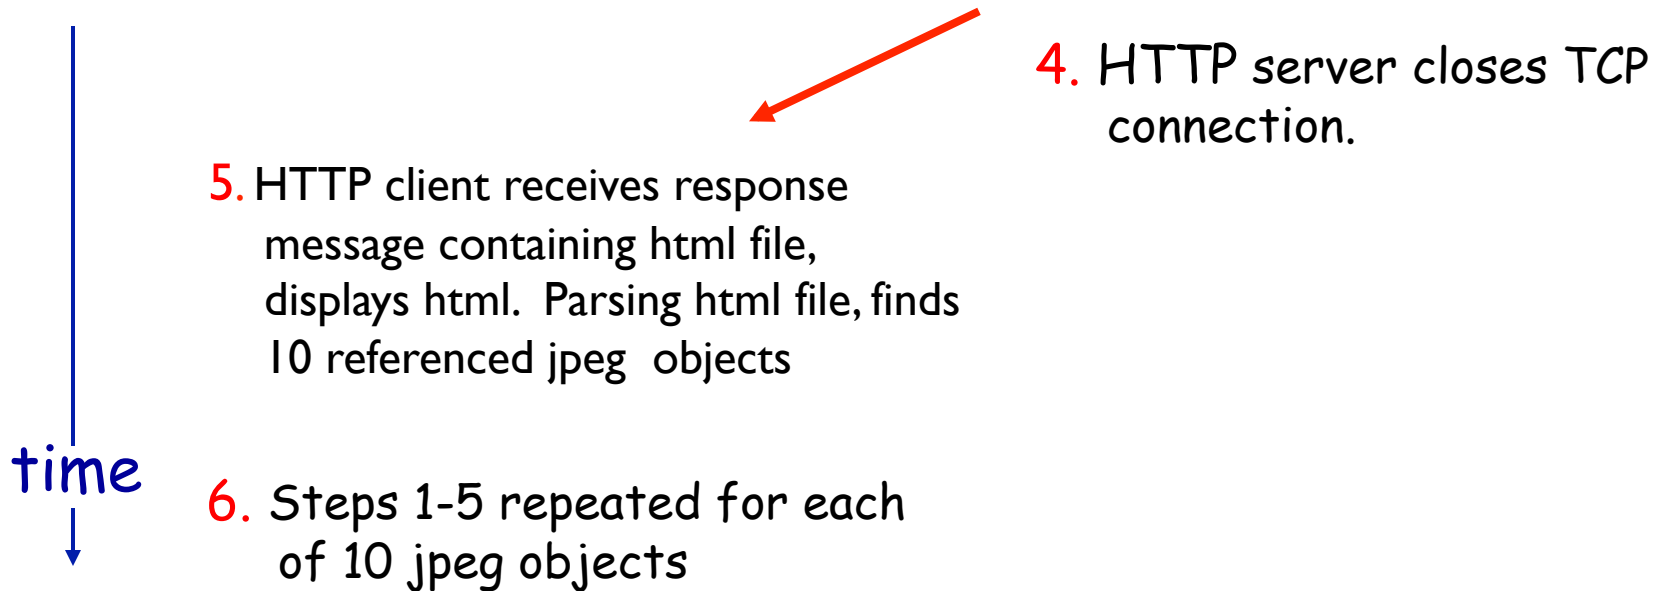 4. HTTP server closes TCP
connection.
5. HTTP client receives response
message containing html file,
displays html. Parsing html file, finds
10 referenced jpeg objects
time
6. Steps 1-5 repeated for each
of 10 jpeg objects